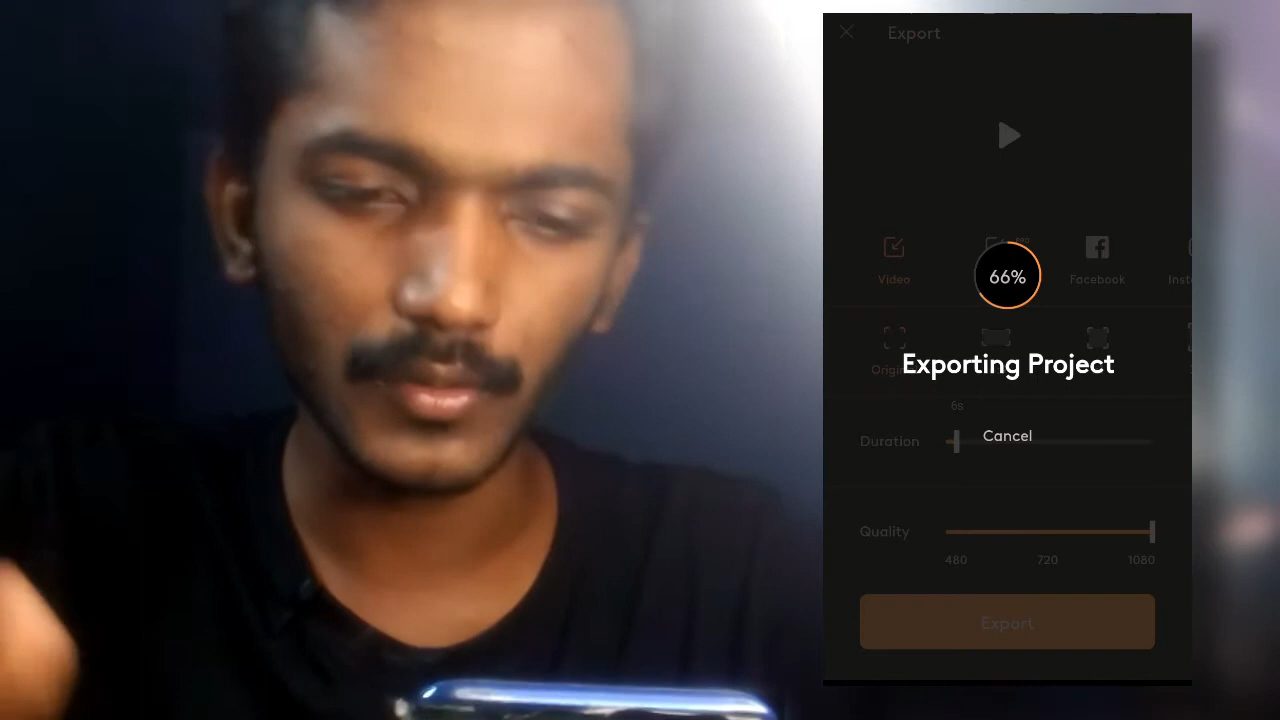 Export
Video
Facebook
66%
Exporting Project
6s
Duration
Cancel
Quality
480 720 1080
Export